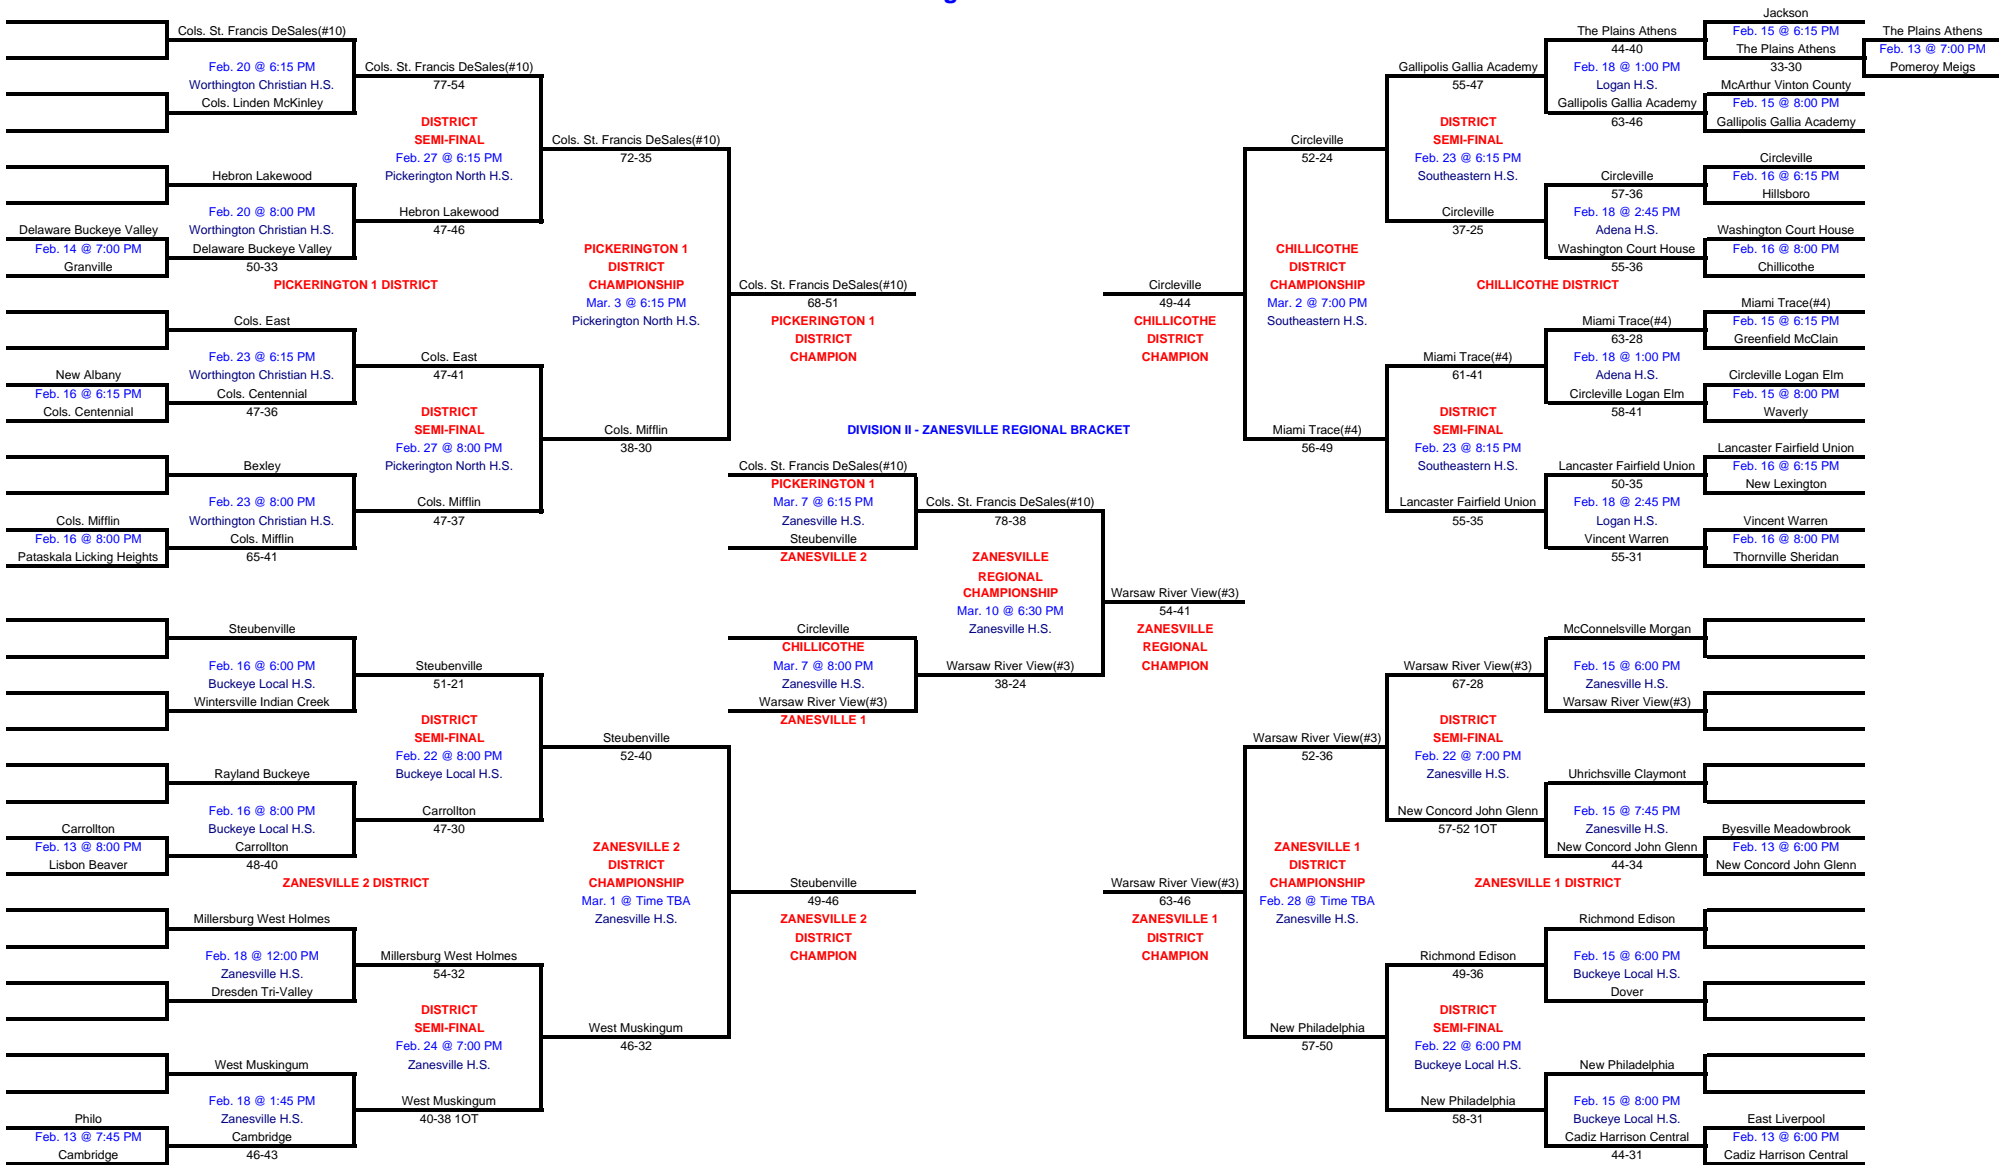 Cols. St. Francis DeSales(#10)
Feb. 20 @ 6:15 PM
Worthington Christian H.S.
Cols. Linden McKinley
Cols. St. Francis DeSales(#10)
77-54
DISTRICT
SEMI-FINAL
Feb. 27 @ 6:15 PM
Pickerington North H.S.
Hebron Lakewood
Feb. 20 @ 8:00 PM
Worthington Christian H.S.
Delaware Buckeye Valley
50-33
Delaware Buckeye Valley
Feb. 14 @ 7:00 PM
Granville
Hebron Lakewood
47-46
Cols. St. Francis DeSales(#10)
72-35
PICKERINGTON 1 DISTRICT
PICKERINGTON 1
DISTRICT
CHAMPIONSHIP
Mar. 3 @ 6:15 PM
Pickerington North H.S.
Cols. St. Francis DeSales(#10)
68-51
PICKERINGTON 1
DISTRICT
CHAMPION
Cols. East
Feb. 23 @ 6:15 PM
Worthington Christian H.S.
Cols. Centennial
47-36
New Albany
Feb. 16 @ 6:15 PM
Cols. Centennial
Cols. East
47-41
DISTRICT
SEMI-FINAL
Feb. 27 @ 8:00 PM
Pickerington North H.S.
Cols. Mifflin
38-30
Bexley
Feb. 23 @ 8:00 PM
Worthington Christian H.S.
Cols. Mifflin
65-41
Cols. Mifflin
Feb. 16 @ 8:00 PM
Pataskala Licking Heights
Cols. Mifflin
47-37
Steubenville
Feb. 16 @ 6:00 PM
Buckeye Local H.S.
Wintersville Indian Creek
Steubenville
51-21
DISTRICT
SEMI-FINAL
Feb. 22 @ 8:00 PM
Buckeye Local H.S.
Steubenville
52-40
Rayland Buckeye
Feb. 16 @ 8:00 PM
Buckeye Local H.S.
Carrollton
48-40
Carrollton
Feb. 13 @ 8:00 PM
Lisbon Beaver
Carrollton
47-30
ZANESVILLE 2 DISTRICT
ZANESVILLE 2
DISTRICT
CHAMPIONSHIP
Mar. 1 @ Time TBA
Zanesville H.S.
Steubenville
49-46
ZANESVILLE 2
DISTRICT
CHAMPION
Millersburg West Holmes
Feb. 18 @ 12:00 PM
Zanesville H.S.
Dresden Tri-Valley
Millersburg West Holmes
54-32
DISTRICT
SEMI-FINAL
Feb. 24 @ 7:00 PM
Zanesville H.S.
West Muskingum
46-32
West Muskingum
Feb. 18 @ 1:45 PM
Zanesville H.S.
Cambridge
46-43
Philo
Feb. 13 @ 7:45 PM
Cambridge
West Muskingum
40-38 1OT
DIVISION II - ZANESVILLE REGIONAL BRACKET
Cols. St. Francis DeSales(#10)
PICKERINGTON 1
Mar. 7 @ 6:15 PM
Zanesville H.S.
Steubenville
ZANESVILLE 2
Cols. St. Francis DeSales(#10)
78-38
ZANESVILLE
REGIONAL
CHAMPIONSHIP
Mar. 10 @ 6:30 PM
Zanesville H.S.
Warsaw River View(#3)
54-41
ZANESVILLE
REGIONAL
CHAMPION
Circleville
CHILLICOTHE
Mar. 7 @ 8:00 PM
Zanesville H.S.
Warsaw River View(#3)
ZANESVILLE 1
Warsaw River View(#3)
38-24
Jackson
Feb. 15 @ 6:15 PM
The Plains Athens
33-30
The Plains Athens
Feb. 13 @ 7:00 PM
Pomeroy Meigs
The Plains Athens
44-40
Feb. 18 @ 1:00 PM
Logan H.S.
Gallipolis Gallia Academy
63-46
McArthur Vinton County
Feb. 15 @ 8:00 PM
Gallipolis Gallia Academy
Gallipolis Gallia Academy
55-47
DISTRICT
SEMI-FINAL
Feb. 23 @ 6:15 PM
Southeastern H.S.
Circleville
52-24
Circleville
Feb. 16 @ 6:15 PM
Hillsboro
Circleville
57-36
Feb. 18 @ 2:45 PM
Adena H.S.
Washington Court House
55-36
Washington Court House
Feb. 16 @ 8:00 PM
Chillicothe
Circleville
37-25
CHILLICOTHE DISTRICT
CHILLICOTHE
DISTRICT
CHAMPIONSHIP
Mar. 2 @ 7:00 PM
Southeastern H.S.
Circleville
49-44
CHILLICOTHE
DISTRICT
CHAMPION
Miami Trace(#4)
Feb. 15 @ 6:15 PM
Greenfield McClain
Miami Trace(#4)
63-28
Feb. 18 @ 1:00 PM
Adena H.S.
Circleville Logan Elm
58-41
Circleville Logan Elm
Feb. 15 @ 8:00 PM
Waverly
Miami Trace(#4)
61-41
DISTRICT
SEMI-FINAL
Feb. 23 @ 8:15 PM
Southeastern H.S.
Miami Trace(#4)
56-49
Lancaster Fairfield Union
Feb. 16 @ 6:15 PM
New Lexington
Lancaster Fairfield Union
50-35
Feb. 18 @ 2:45 PM
Logan H.S.
Vincent Warren
55-31
Vincent Warren
Feb. 16 @ 8:00 PM
Thornville Sheridan
Lancaster Fairfield Union
55-35
McConnelsville Morgan
Feb. 15 @ 6:00 PM
Zanesville H.S.
Warsaw River View(#3)
Warsaw River View(#3)
67-28
DISTRICT
SEMI-FINAL
Feb. 22 @ 7:00 PM
Zanesville H.S.
Warsaw River View(#3)
52-36
Uhrichsville Claymont
Feb. 15 @ 7:45 PM
Zanesville H.S.
New Concord John Glenn
44-34
Byesville Meadowbrook
Feb. 13 @ 6:00 PM
New Concord John Glenn
New Concord John Glenn
57-52 1OT
ZANESVILLE 1 DISTRICT
ZANESVILLE 1
DISTRICT
CHAMPIONSHIP
Feb. 28 @ Time TBA
Zanesville H.S.
Warsaw River View(#3)
63-46
ZANESVILLE 1
DISTRICT
CHAMPION
Richmond Edison
Feb. 15 @ 6:00 PM
Buckeye Local H.S.
Dover
Richmond Edison
49-36
DISTRICT
SEMI-FINAL
Feb. 22 @ 6:00 PM
Buckeye Local H.S.
New Philadelphia
57-50
New Philadelphia
Feb. 15 @ 8:00 PM
Buckeye Local H.S.
Cadiz Harrison Central
44-31
East Liverpool
Feb. 13 @ 6:00 PM
Cadiz Harrison Central
New Philadelphia
58-31